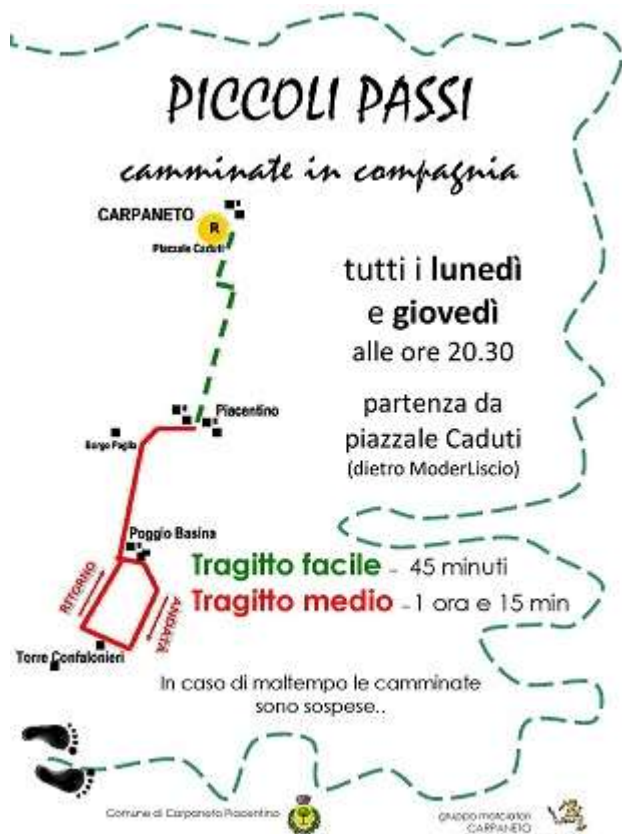 PICCOLI PASSI
camminate in compagnia
CARPANETO
R
Piazzale Caduti
tutti i lunedì
e giovedì
alle ore 20.30
partenza da
piazzale Caduti
(dietro ModerLiscio)
Piacentino
Borgo Paglia
Poggio Basina
Tragitto facile - 45 minuti
Tragitto medio - 1 ora e 15 min
RITORNO
ANDATA
Torre Confalonieri
In caso di maltempo le camminate
sono sospese..
Comune di Carpaneto Piacentino
gruppo marciatori
CARPANETO